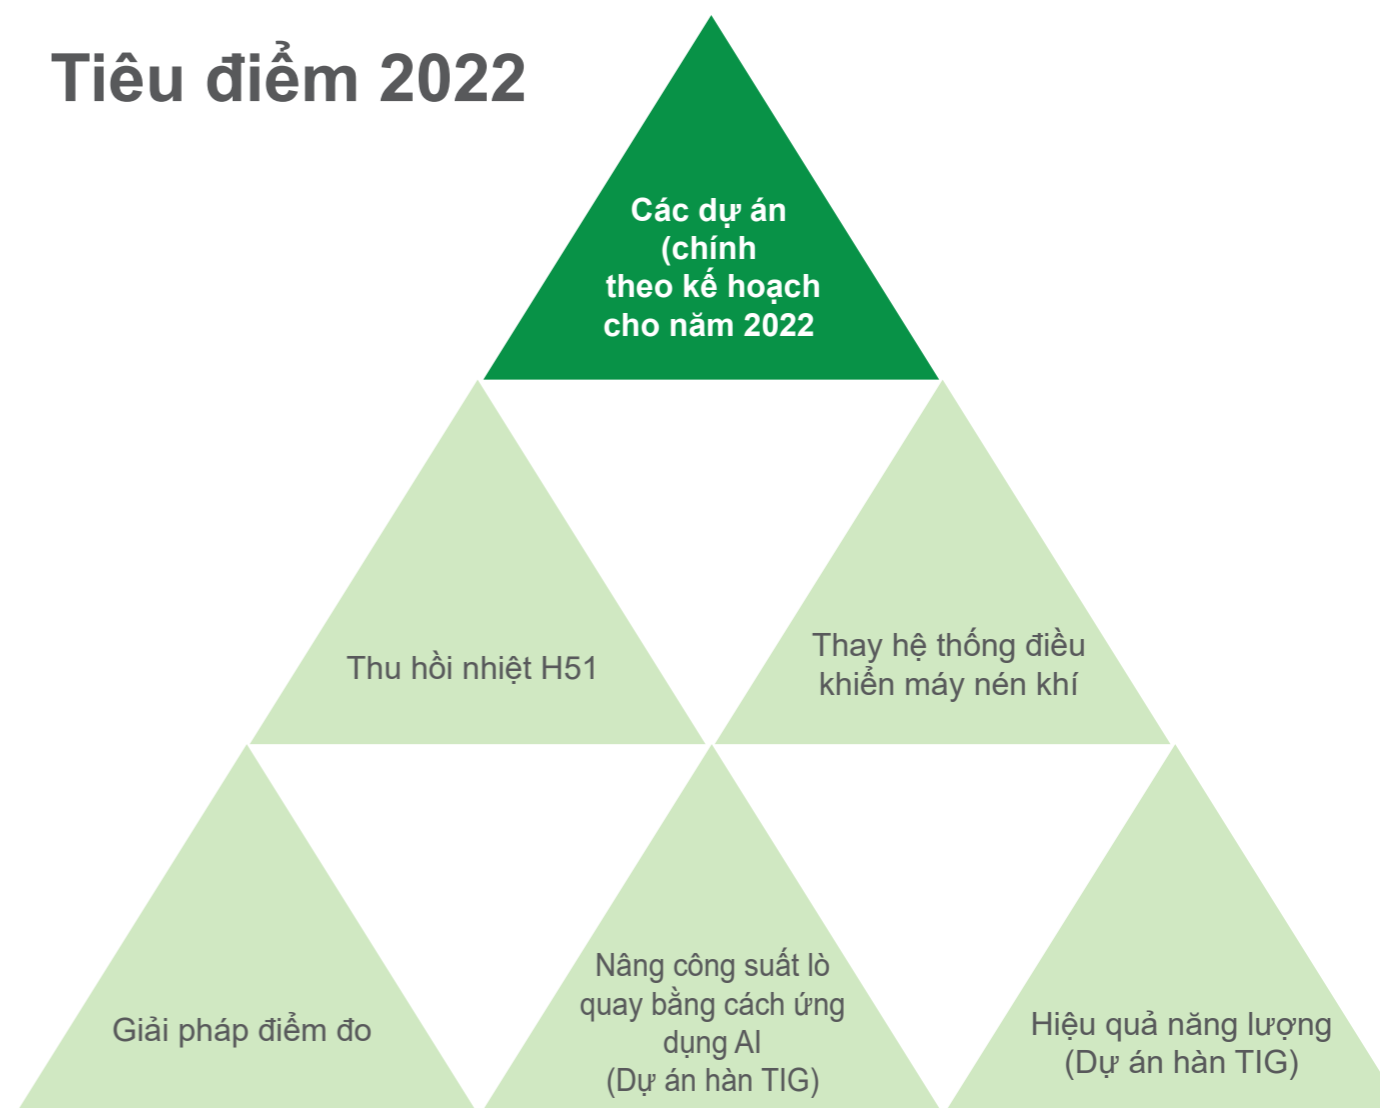 Tiêu điểm 2022
Các dự án
(chính
theo kế hoạch
cho năm 2022
Thu hồi nhiệt H51
Thay hệ thống điều
khiển máy nén khí
Giải pháp điểm đo
Nâng công suất lò
quay bằng cách ứng
dụng AI
(Dự án hàn TIG)
Hiệu quả năng lượng
(Dự án hàn TIG)